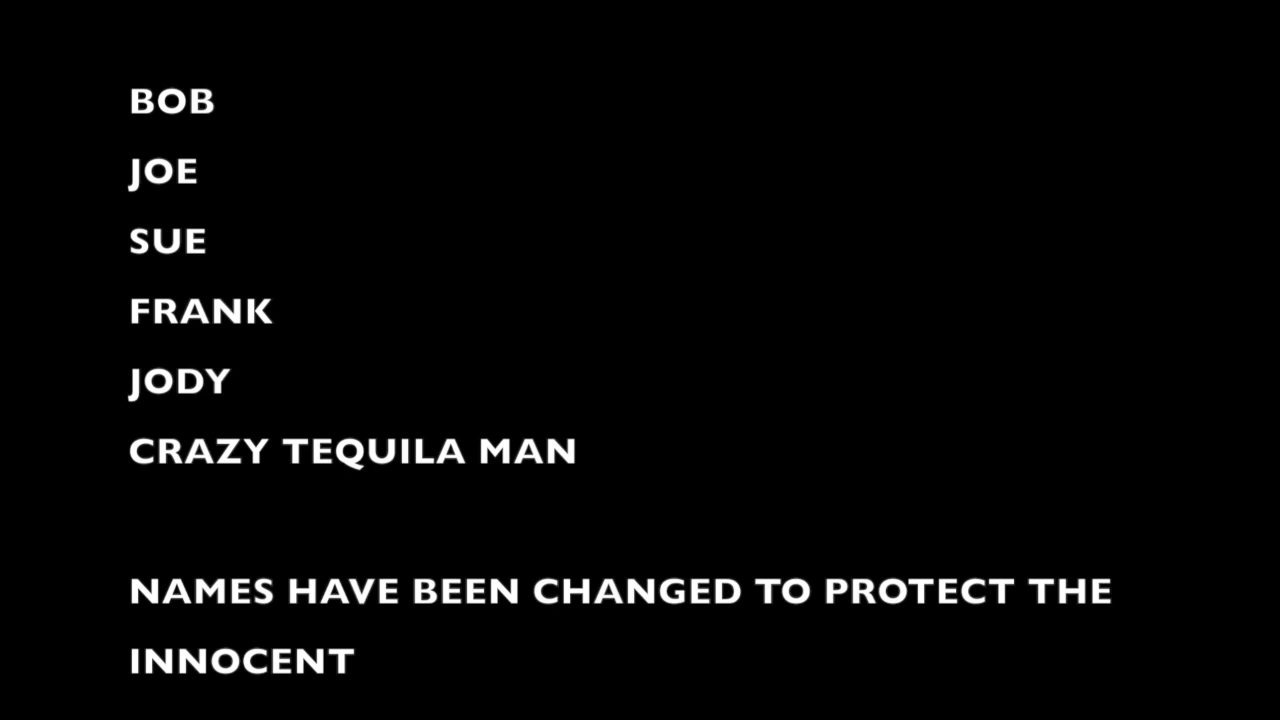 BOB
JOE
SUE
FRANK
JODY
CRAZY TEQUILA MAN
NAMES HAVE BEEN CHANGED TO PROTECT THE
INNOCENT